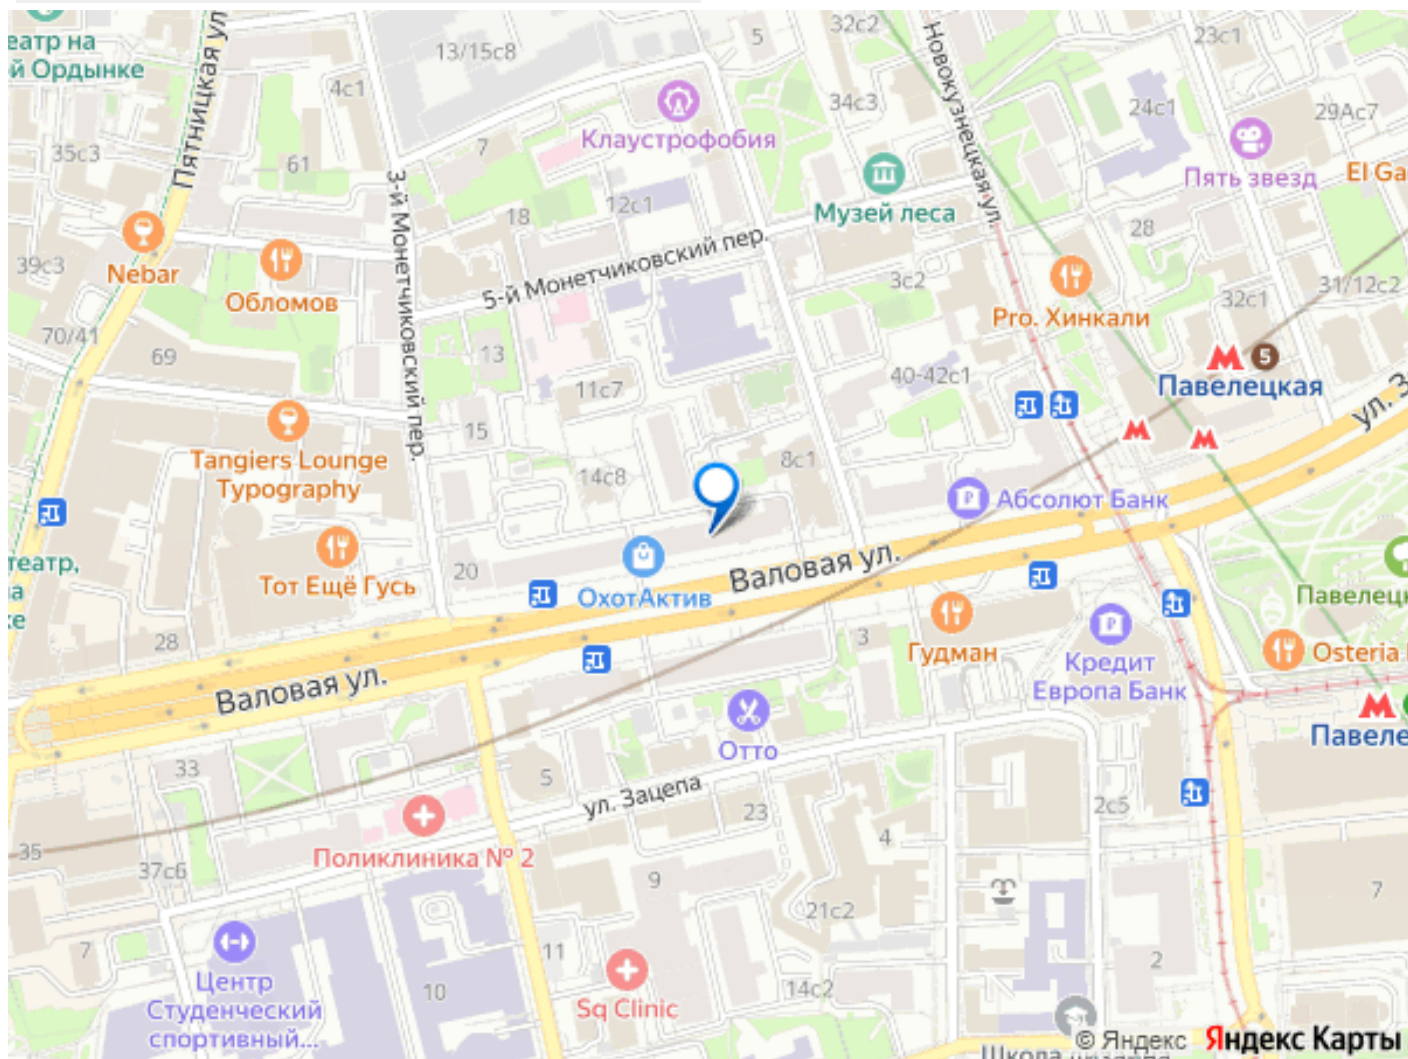 еатр на
й Ордынке
Пятницкая ул
13/15с8
5
32с2
Новокузнецкая ул.
23с1
4с1
34с3
24с1
29Ас7
Клаустрофобия
7
35с3
61
3-й Монетчиковский пер.
Пять звезд
El Ga
Музей леса
18
12с1
28
Nebar
39с3
Обломов
5-й Монетчиковский пер.
3с2
Pro. Хинкали
32с1
31/12с2
70/41
69
13
11с7
40-42с1
5
Павелецкая
ул. З
15
Tangiers Lounge
Typography
14с8
8с1
Абсолют Банк
театр,
а
ке
Тот Ещё Гусь
20
ОхотАктив
Валовая ул.
Павелец
28
3
Гудман
Кредит
Европа Банк
Osteria
Валовая ул.
Отто
Павеле
33
5
ул. Зацепа
23
2с5
4
35
37с6
Поликлиника № 2
9
7
21с2
7
11
2
Центр
Студенческий
спортивный...
10
Sq Clinic
14с2
Школа
© Яндекс Яндекс Карты